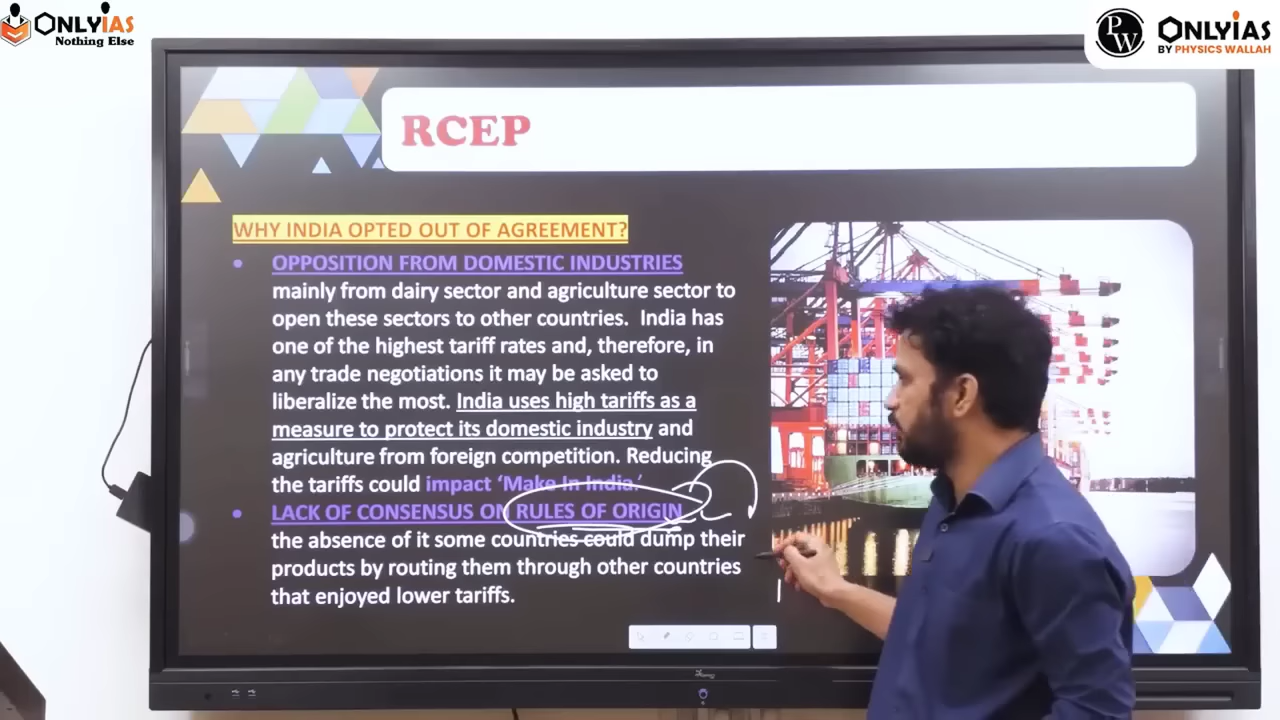 ONLYIAS
Nothing Else
PW
ONLYIAS
BY PHYSICS WALLAH
RCEP
WHY INDIA OPTED OUT OF AGREEMENT?
• OPPOSITION FROM DOMESTIC INDUSTRIES
mainly from dairy sector and agriculture sector to
open these sectors to other countries. India has
one of the highest tariff rates and, therefore, in
any trade negotiations it may be asked to
liberalize the most. India uses high tariffs as a
measure to protect its domestic industry and
agriculture from foreign competition. Reducing
the tariffs could impact ‘Make In India.’
• LACK OF CONSENSUS ON RULES OF ORIGIN
the absence of it some countries could dump their
products by routing them through other countries
that enjoyed lower tariffs.